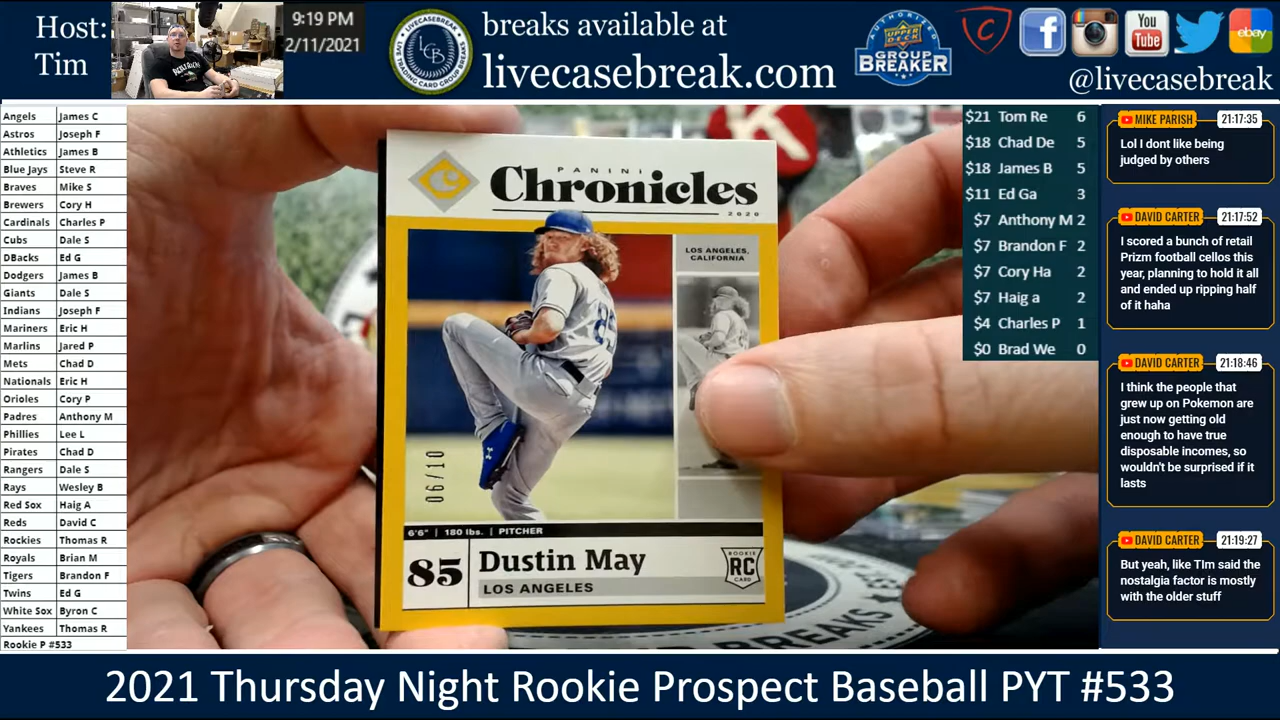 Host:
Tim
9:19 PM
2/11/2021
LIVECASEBREAK
LCB
LIVE TRADING CARD GROUP BREAKS
breaks available at
livecasebreak.com
AUTHORIZED
UPPER DECK
GROUP
BREAKER
You
Tube
ebay
@livecasebreak
Angels James C
Astros Joseph F
Athletics James B
Blue Jays Steve R
Braves Mike S
Brewers Cory H
Cardinals Charles P
Cubs Dale S
DBacks Ed G
Dodgers James B
Giants Dale S
Indians Joseph F
Mariners Eric H
Marlins Jared P
Mets Chad D
Nationals Eric H
Orioles Cory P
Padres Anthony M
Phillies Lee L
Pirates Chad D
Rangers Dale S
Rays Wesley B
Red Sox Haig A
Reds David C
Rockies Thomas R
Royals Brian M
Tigers Brandon F
Twins Ed G
White Sox Byron C
Yankees Thomas R
Rookie P #533
PANINI
Chronicles
2020
LOS ANGELES,
CALIFORNIA
85
06/10
6'6" | 180 lbs. | PITCHER
85 Dustin May
LOS ANGELES
ROOKIE
RC
CARD
BREAKS
$21 Tom Re 6
$18 Chad De 5
$18 James B 5
$11 Ed Ga 3
$7 Anthony M 2
$7 Brandon F 2
$7 Cory Ha 2
$7 Haig a 2
$4 Charles P 1
$0 Brad We 0
MIKE PARISH 21:17:35
Lol I dont like being
judged by others
DAVID CARTER 21:17:52
I scored a bunch of retail
Prizm football cellos this
year, planning to hold it all
and ended up ripping half
of it haha
DAVID CARTER 21:18:46
I think the people that
grew up on Pokemon are
just now getting old
enough to have true
disposable incomes, so
wouldn't be surprised if it
lasts
DAVID CARTER 21:19:27
But yeah, like TIm said the
nostalgia factor is mostly
with the older stuff
2021 Thursday Night Rookie Prospect Baseball PYT #533